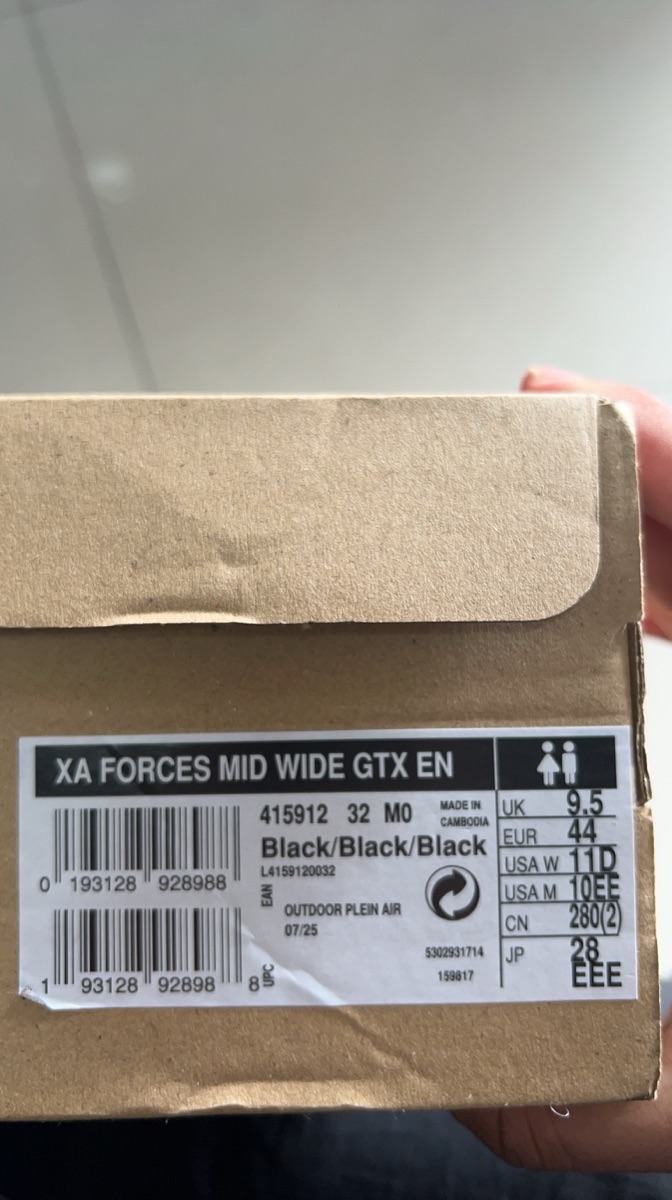 XA FORCES MID WIDE GTX EN
415912 32 M0
MADE IN
CAMBODIA
Black/Black/Black
L4159120032
0 193128 928988
EAN
OUTDOOR PLEIN AIR
07/25
5302931714
159817
1 93128 92898 8
UPC
UK 9.5
EUR 44
USA W 11D
USA M 10EE
CN 280(2)
JP 28
EEE